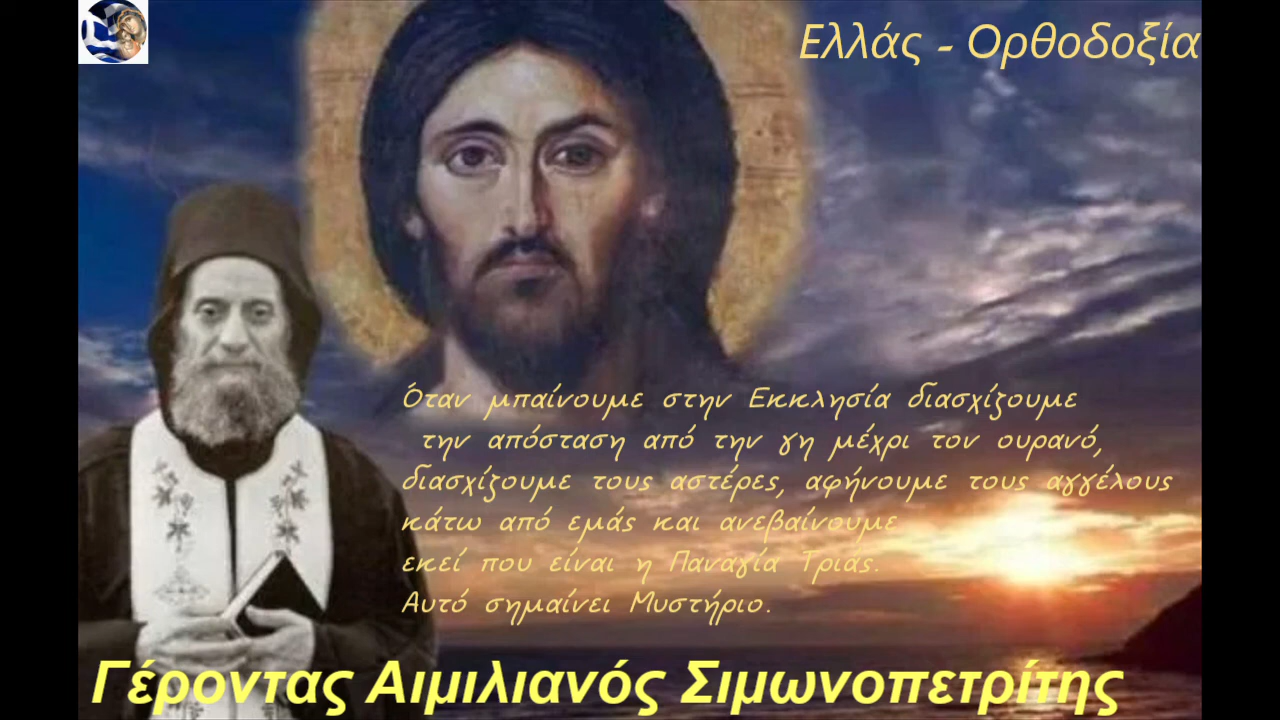 Ελλάς - Ορθοδοξία
Όταν μπαίνουμε στην Εκκλησία διασχίζουμε
την απόσταση από την γη μέχρι τον ουρανό,
διασχίζουμε τους αστέρες, αφήνουμε τους αγγέλους
κάτω από εμάς και ανεβαίνουμε
εκεί που είναι η Παναγία Τριάς.
Αυτό σημαίνει Μυστήριο.
Γέροντας Αιμιλιανός Σιμωνοπετρίτης